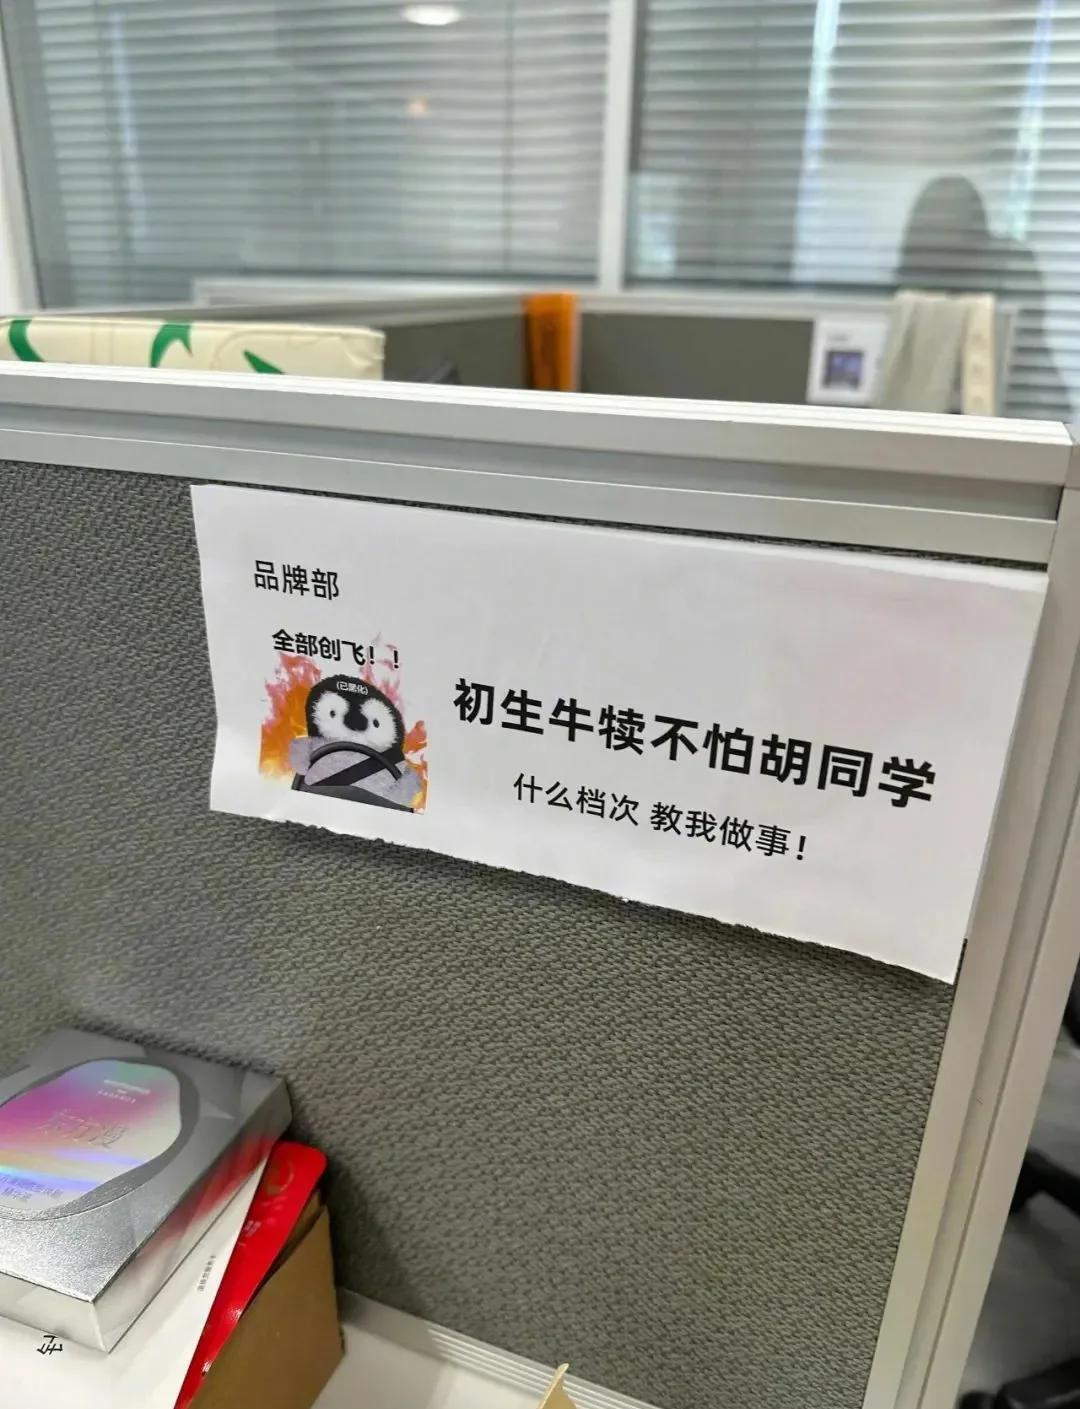 品牌部
全部创飞！！
(已黑化)
初生牛犊不怕胡同学
什么档次 教我做事！